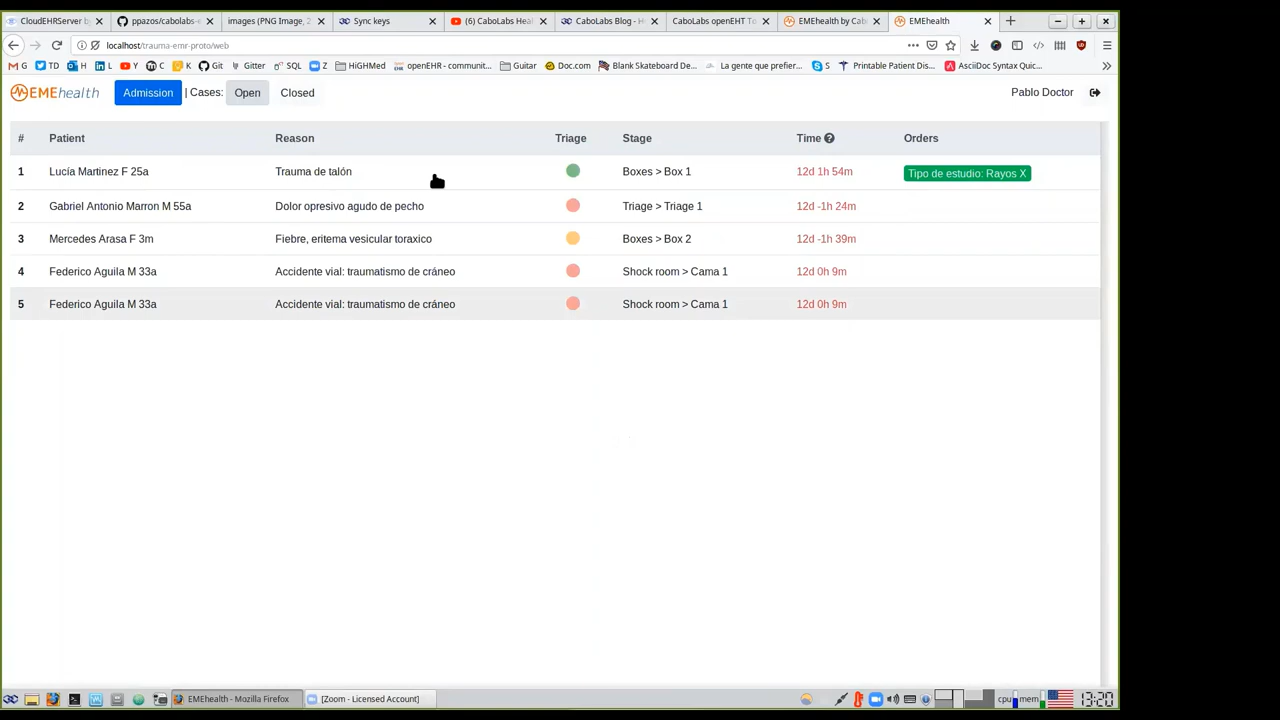 CloudEHRServer by
ppazos/cabolabs-e
images (PNG Image, 2
Sync keys
(6) CaboLabs Heal
CaboLabs Blog - H
CaboLabs openEHT To
EMEhealth by Cab
EMEhealth
localhost/trauma-emr-proto/web
G TD H L Y C K Git Gitter SQL Z HiGHMed openEHR - communit... Guitar Doc.com Blank Skateboard De... La gente que prefier... S Printable Patient Dis... AsciiDoc Syntax Quic...
EMEhealth Admission | Cases: Open Closed Pablo Doctor
# Patient Reason Triage Stage Time Orders
1 Lucía Martinez F 25a Trauma de talón Boxes > Box 1 12d 1h 54m Tipo de estudio: Rayos X
2 Gabriel Antonio Marron M 55a Dolor opresivo agudo de pecho Triage > Triage 1 12d -1h 24m
3 Mercedes Arasa F 3m Fiebre, eritema vesicular toraxico Boxes > Box 2 12d -1h 39m
4 Federico Aguila M 33a Accidente vial: traumatismo de cráneo Shock room > Cama 1 12d 0h 9m
5 Federico Aguila M 33a Accidente vial: traumatismo de cráneo Shock room > Cama 1 12d 0h 9m
EMEhealth - Mozilla Firefox [Zoom - Licensed Account] cpu mem 13:20